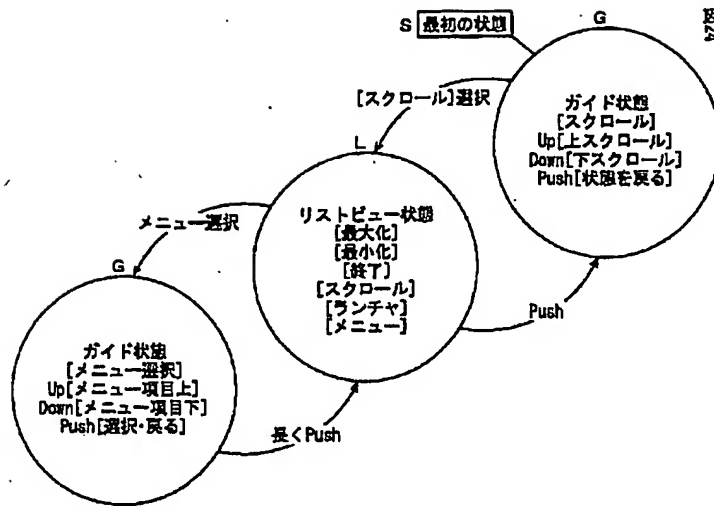 図24
S 最初の状態
G
ガイド状態
[スクロール]
Up[上スクロール]
Down[下スクロール]
Push[状態を戻る]
[スクロール]選択
L
リストビュー状態
[最大化]
[最小化]
[終了]
[スクロール]
[ランチャ]
[メニュー]
Push
メニュー選択
G
ガイド状態
[メニュー選択]
Up[メニュー項目上]
Down[メニュー項目下]
Push[選択・戻る]
長くPush